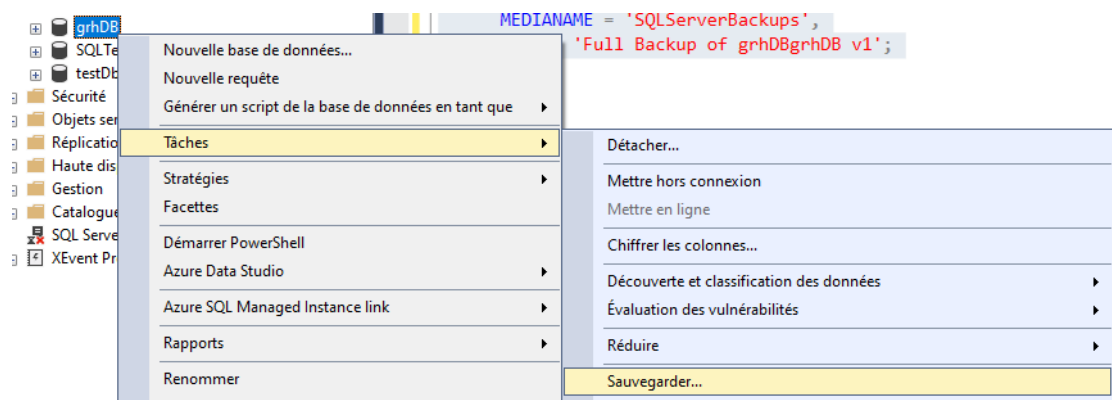 grhDB
SQLTe
testDb
Sécurité
Objets ser
Réplicatio
Haute dis
Gestion
Catalogue
SQL Serve
XEvent Pr
MEDIANAME = 'SQLServerBackups',
'Full Backup of grhDBgrhDB v1';
Nouvelle base de données...
Nouvelle requête
Générer un script de la base de données en tant que
Tâches
Stratégies
Facettes
Démarrer PowerShell
Azure Data Studio
Azure SQL Managed Instance link
Rapports
Renommer
Détacher...
Mettre hors connexion
Mettre en ligne
Chiffrer les colonnes...
Découverte et classification des données
Évaluation des vulnérabilités
Réduire
Sauvegarder...